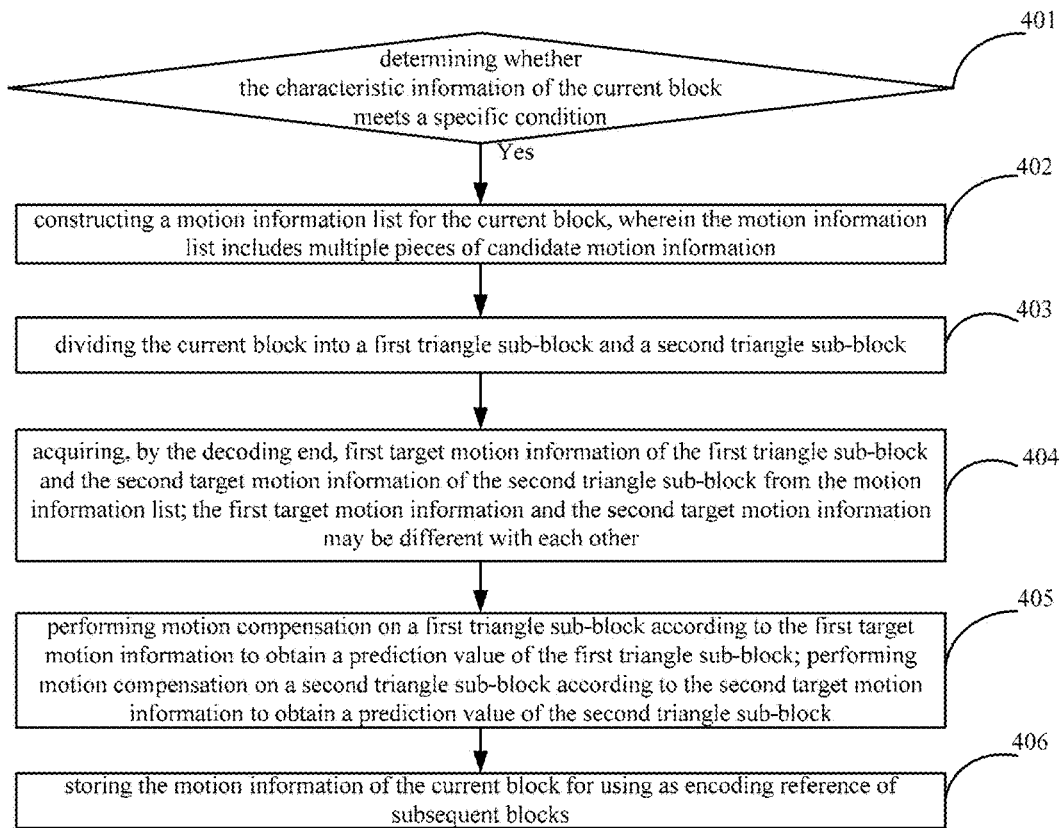 401
determining whether
the characteristic information of the current block
meets a specific condition
Yes
402
constructing a motion information list for the current block, wherein the motion information
list includes multiple pieces of candidate motion information
403
dividing the current block into a first triangle sub-block and a second triangle sub-block
acquiring, by the decoding end, first target motion information of the first triangle sub-block
and the second target motion information of the second triangle sub-block from the motion
information list; the first target motion information and the second target motion information
may be different with each other
404
405
performing motion compensation on a first triangle sub-block according to the first target
motion information to obtain a prediction value of the first triangle sub-block; performing
motion compensation on a second triangle sub-block according to the second target motion
information to obtain a prediction value of the second triangle sub-block
406
storing the motion information of the current block for using as encoding reference of
subsequent blocks